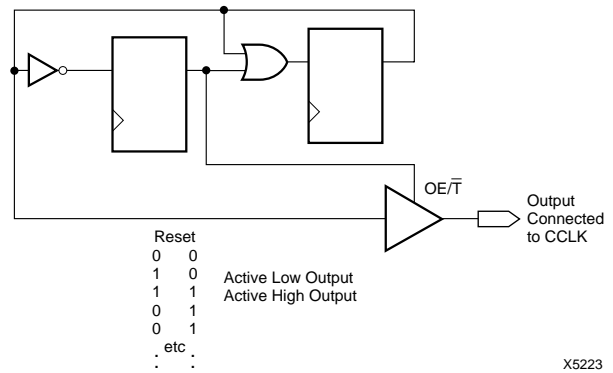 OE/T̅
Output
Connected
to CCLK
Reset
0 0
1 0 Active Low Output
1 1 Active High Output
0 1
0 1
etc
. .
. .
X5223